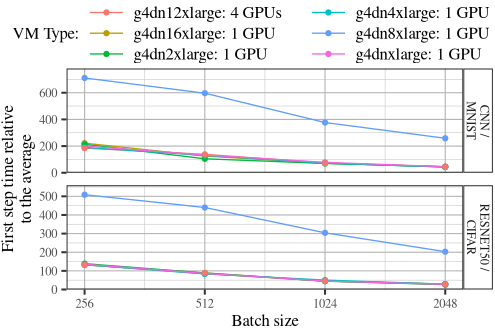 VM Type:
g4dn12xlarge: 4 GPUs
g4dn4xlarge: 1 GPU
g4dn16xlarge: 1 GPU
g4dn8xlarge: 1 GPU
g4dn2xlarge: 1 GPU
g4dnxlarge: 1 GPU
First step time relative
to the average
600
400
200
0
CNN /
MNIST
500
400
300
200
100
0
RESNET50 /
CIFAR
256
512
1024
2048
Batch size